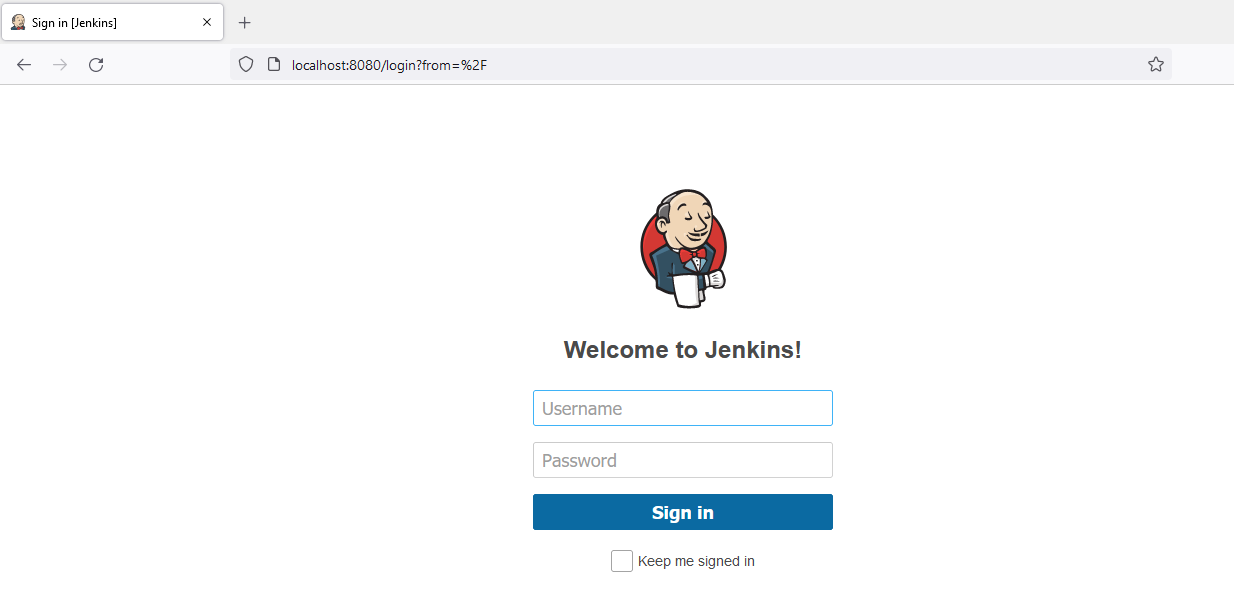 Sign in [Jenkins]
localhost:8080/login?from=%2F
Welcome to Jenkins!
Username
Password
Sign in
Keep me signed in